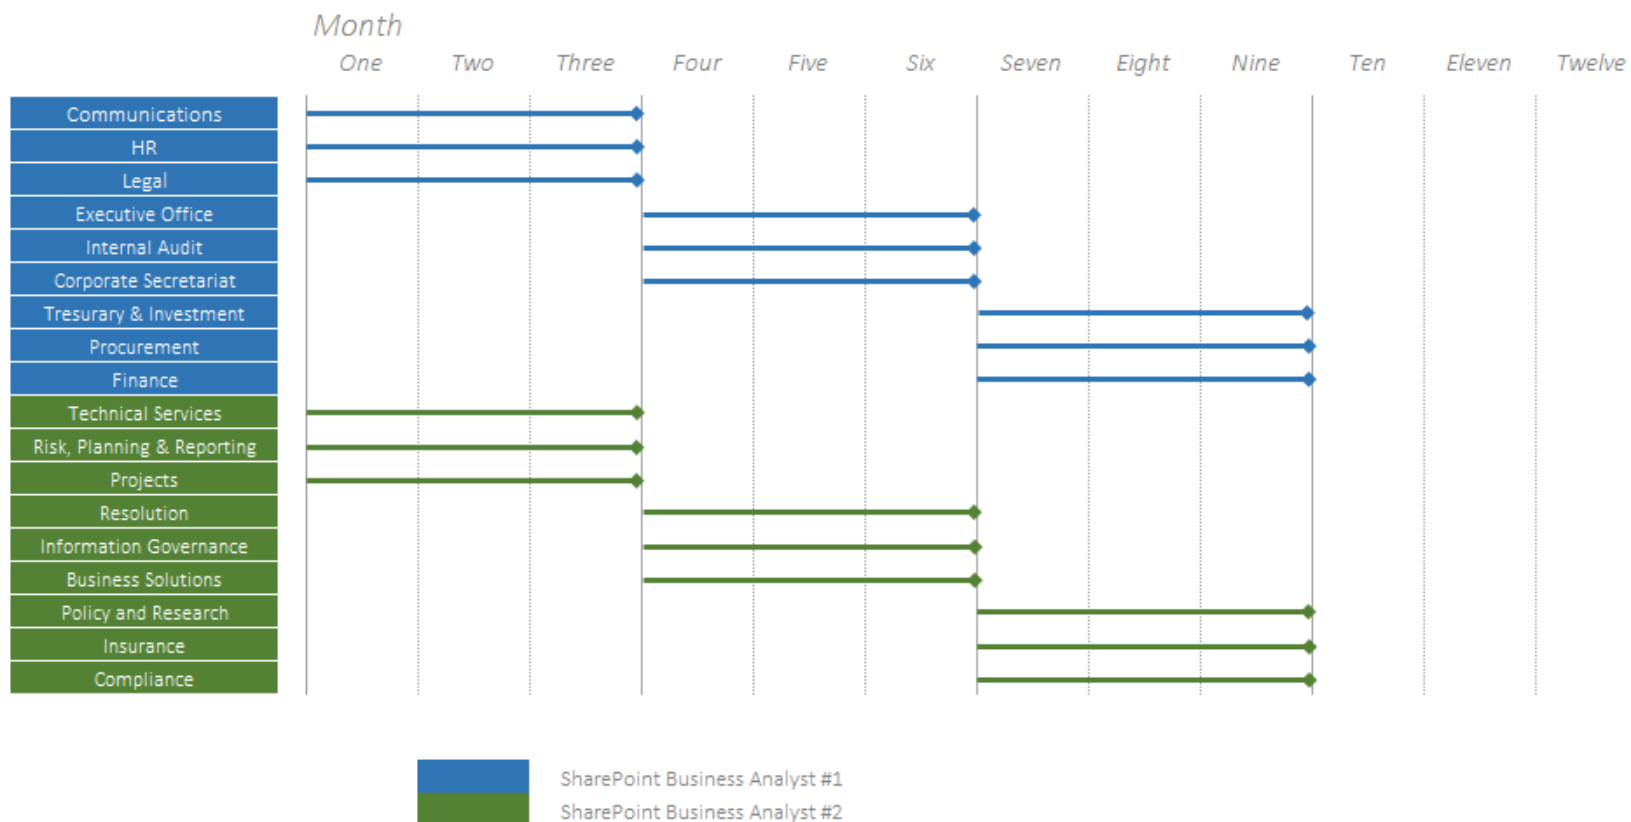 Month
One Two Three Four Five Six Seven Eight Nine Ten Eleven Twelve
Communications
HR
Legal
Executive Office
Internal Audit
Corporate Secretariat
Tresurary & Investment
Procurement
Finance
Technical Services
Risk, Planning & Reporting
Projects
Resolution
Information Governance
Business Solutions
Policy and Research
Insurance
Compliance
SharePoint Business Analyst #1
SharePoint Business Analyst #2